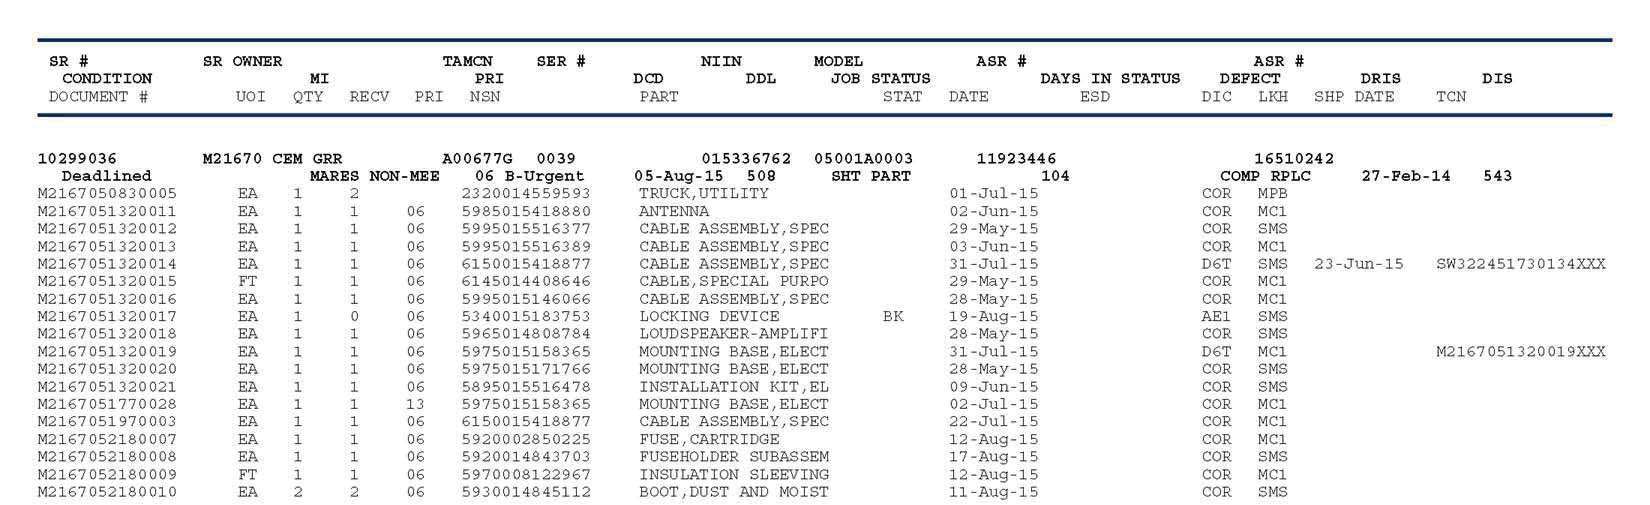 SR # SR OWNER TAMCN SER # NIIN MODEL ASR # ASR #
CONDITION MI PRI DCD DDL JOB STATUS DAYS IN STATUS DEFECT DRIS DIS
DOCUMENT # UOI QTY RECV PRI NSN PART STAT DATE ESD DIC LKH SHP DATE TCN
10299036 M21670 CEM GRR A00677G 0039 015336762 05001A0003 11923446 16510242
Deadlined MARES NON-MEE 06 B-Urgent 05-Aug-15 508 SHT PART 104 COMP RPLC 27-Feb-14 543
M2167050830005 EA 1 2 2320014559593 TRUCK,UTILITY 01-Jul-15 COR MPB
M2167051320011 EA 1 1 06 5985015418880 ANTENNA 02-Jun-15 COR MC1
M2167051320012 EA 1 1 06 5995015516377 CABLE ASSEMBLY,SPEC 29-May-15 COR SMS
M2167051320013 EA 1 1 06 5995015516389 CABLE ASSEMBLY,SPEC 03-Jun-15 COR MC1
M2167051320014 EA 1 1 06 6150015418877 CABLE ASSEMBLY,SPEC 31-Jul-15 D6T SMS 23-Jun-15 SW322451730134XXX
M2167051320015 FT 1 1 06 6145014408646 CABLE,SPECIAL PURPO 29-May-15 COR MC1
M2167051320016 EA 1 1 06 5995015146066 CABLE ASSEMBLY,SPEC 28-May-15 COR MC1
M2167051320017 EA 1 0 06 5340015183753 LOCKING DEVICE BK 19-Aug-15 AE1 SMS
M2167051320018 EA 1 1 06 5965014808784 LOUDSPEAKER-AMPLIFI 28-May-15 COR SMS
M2167051320019 EA 1 1 06 5975015158365 MOUNTING BASE,ELECT 31-Jul-15 D6T MC1 M2167051320019XXX
M2167051320020 EA 1 1 06 5975015171766 MOUNTING BASE,ELECT 28-May-15 COR SMS
M2167051320021 EA 1 1 06 5895015516478 INSTALLATION KIT,EL 09-Jun-15 COR SMS
M2167051770028 EA 1 1 13 5975015158365 MOUNTING BASE,ELECT 02-Jul-15 COR MC1
M2167051970003 EA 1 1 06 6150015418877 CABLE ASSEMBLY,SPEC 22-Jul-15 COR MC1
M2167052180007 EA 1 1 06 5920002850225 FUSE,CARTRIDGE 12-Aug-15 COR MC1
M2167052180008 EA 1 1 06 5920014843703 FUSEHOLDER SUBASSEM 17-Aug-15 COR SMS
M2167052180009 FT 1 1 06 5970008122967 INSULATION SLEEVING 12-Aug-15 COR MC1
M2167052180010 EA 2 2 06 5930014845112 BOOT,DUST AND MOIST 11-Aug-15 COR SMS